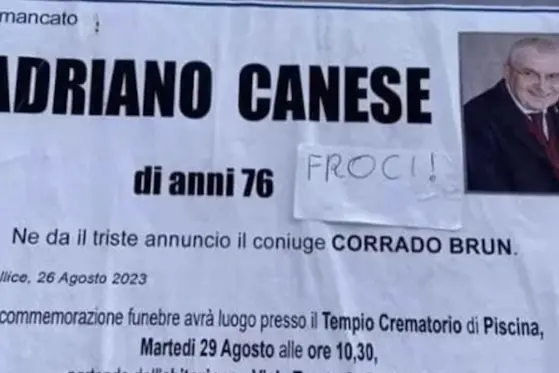 mancato
ADRIANO CANESE
di anni 76
FROCI!
Ne da il triste annuncio il coniuge CORRADO BRUN.
llice, 26 Agosto 2023
commemorazione funebre avrà luogo presso il Tempio Crematorio di Piscina,
Martedì 29 Agosto alle ore 10,30,